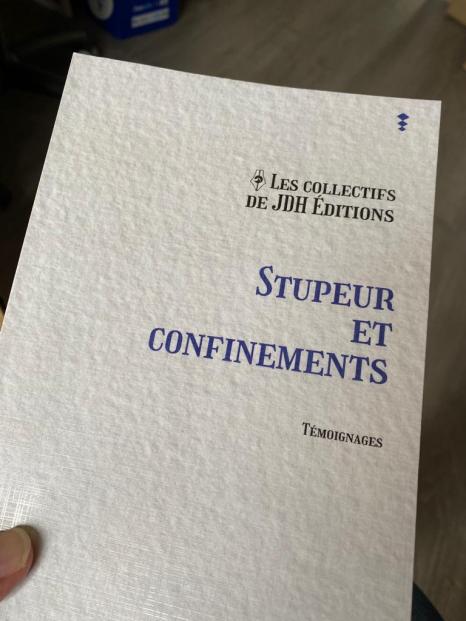 Les collectifs
de JDH Éditions
Stupeur
et
confinements
Témoignages